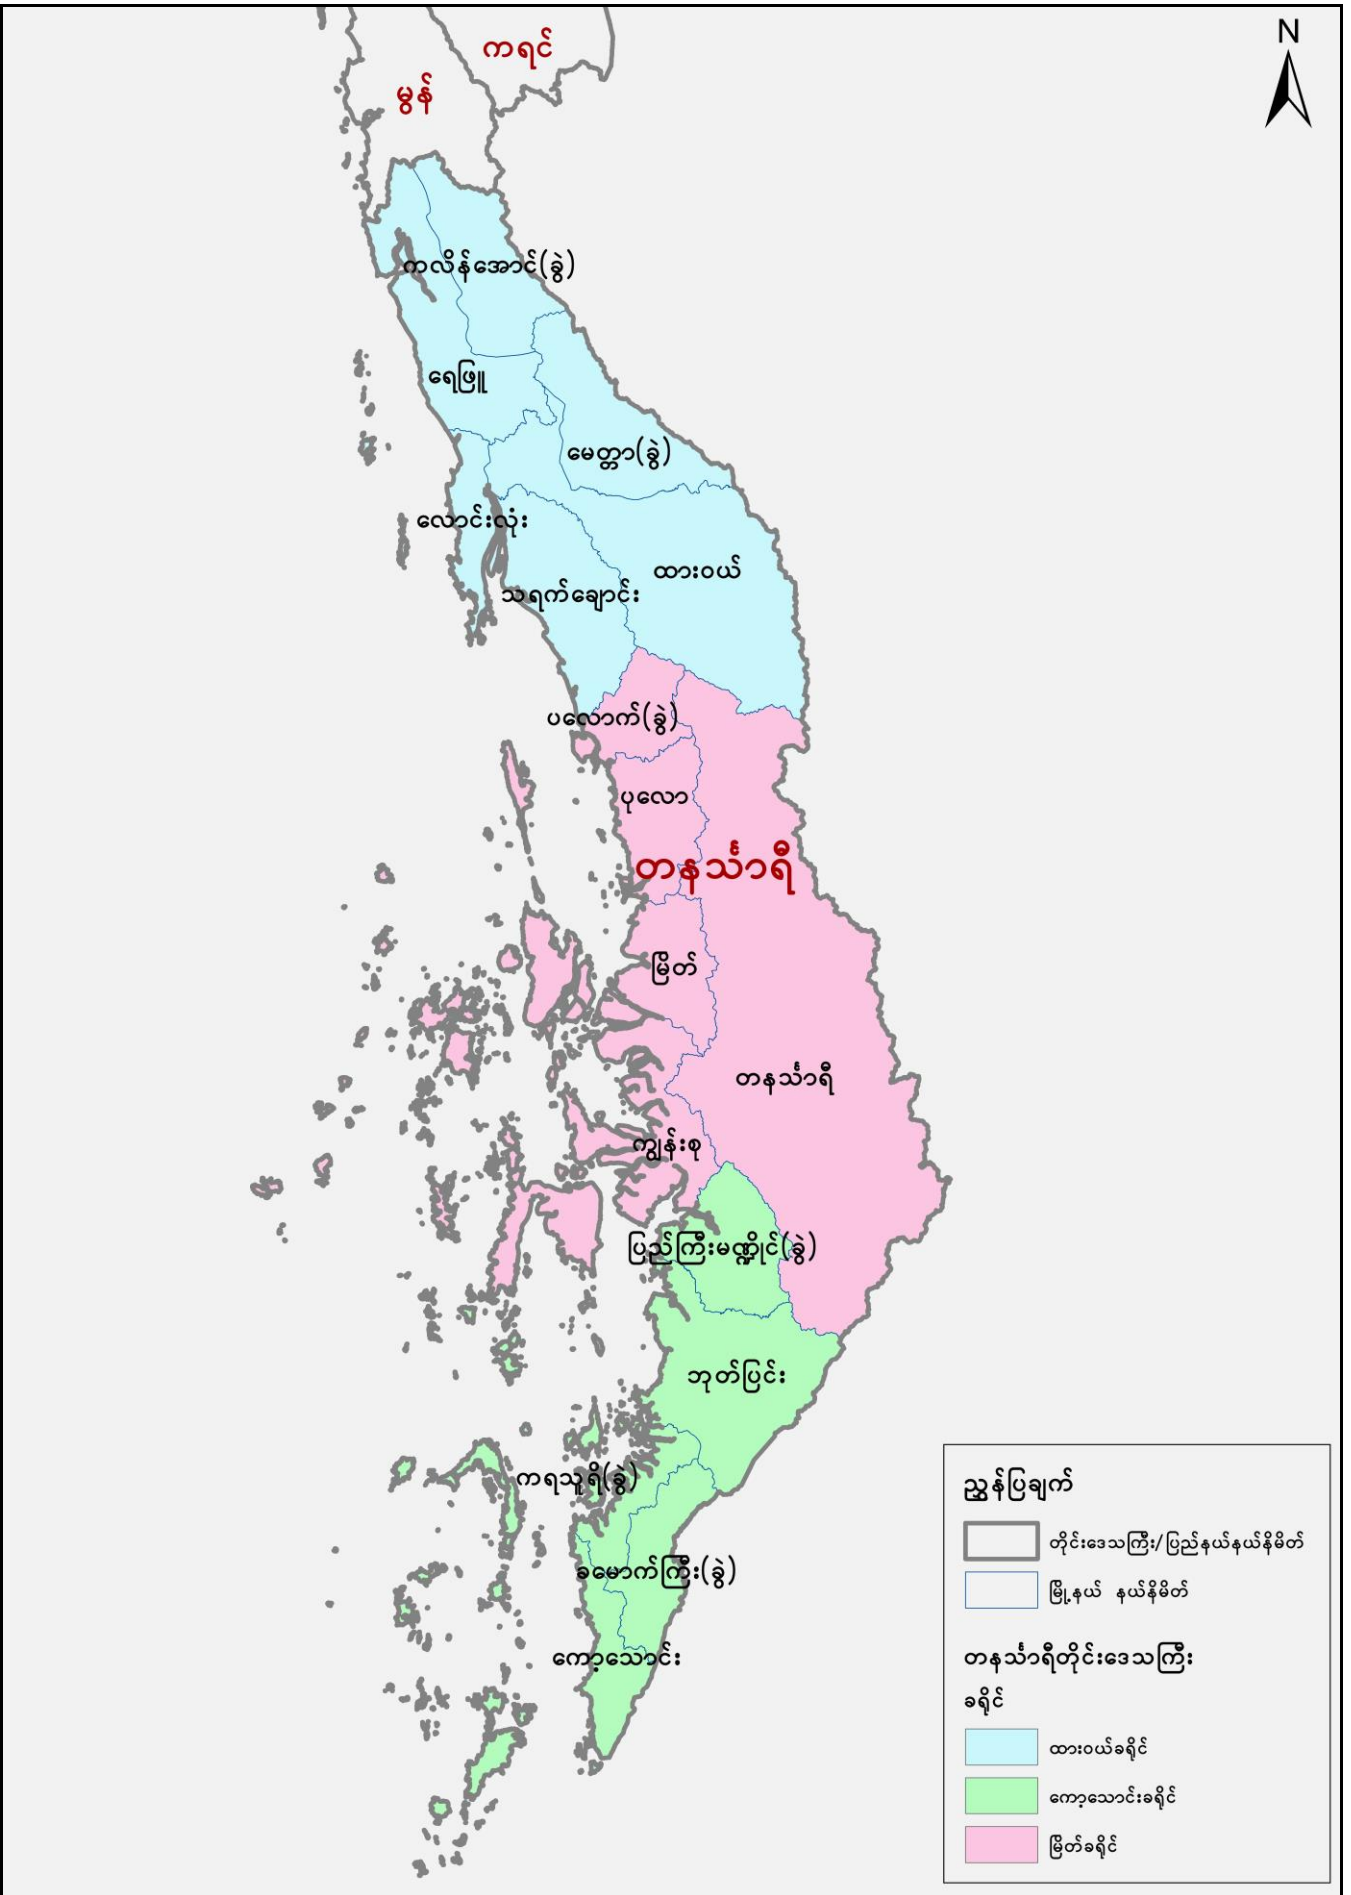 N
ကရင်
မွန်
ကလိန်အောင်(ခွဲ)
ရေဖြူ
မေတ္တာ(ခွဲ)
လောင်းလုံး
ထားဝယ်
သရက်ချောင်း
ပလောက်(ခွဲ)
ပုလော
တနင်္သာရီ
မြိတ်
တနင်္သာရီ
ကျွန်းစု
ပြည်ကြီးမဏ္ဍိုင်(ခွဲ)
ဘုတ်ပြင်း
ကရသူရိ(ခွဲ)
ခမောက်ကြီး(ခွဲ)
ကော့သောင်း
ညွှန်ပြချက်
တိုင်းဒေသကြီး/ပြည်နယ်နယ်နိမိတ်
မြို့နယ် နယ်နိမိတ်
တနင်္သာရီတိုင်းဒေသကြီး
ခရိုင်
ထားဝယ်ခရိုင်
ကော့သောင်းခရိုင်
မြိတ်ခရိုင်